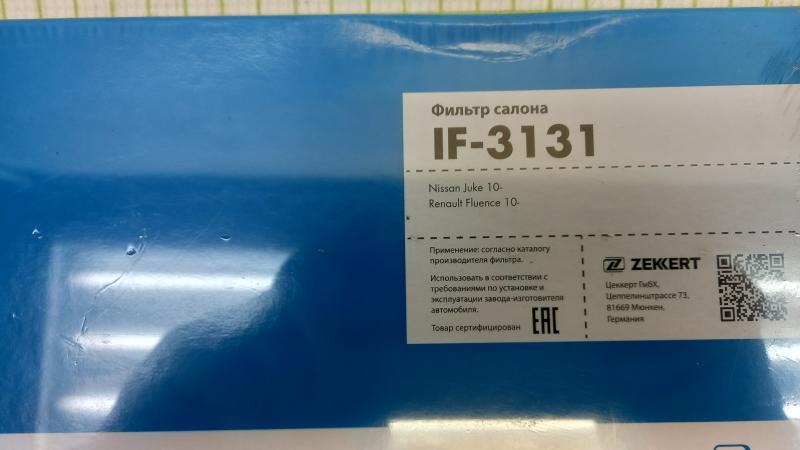 Фильтр салона
IF-3131
Nissan Juke 10-
Renault Fluence 10-
Применение: согласно каталогу
производителя фильтра.
Использовать в соответствии с
требованиями по установке и
эксплуатации завода-изготовителя
автомобиля.
Товар сертифицирован EAC
ZEKKERT
Цеккерт ГмбХ,
Цеппелинштрассе 73,
81669 Мюнхен,
Германия